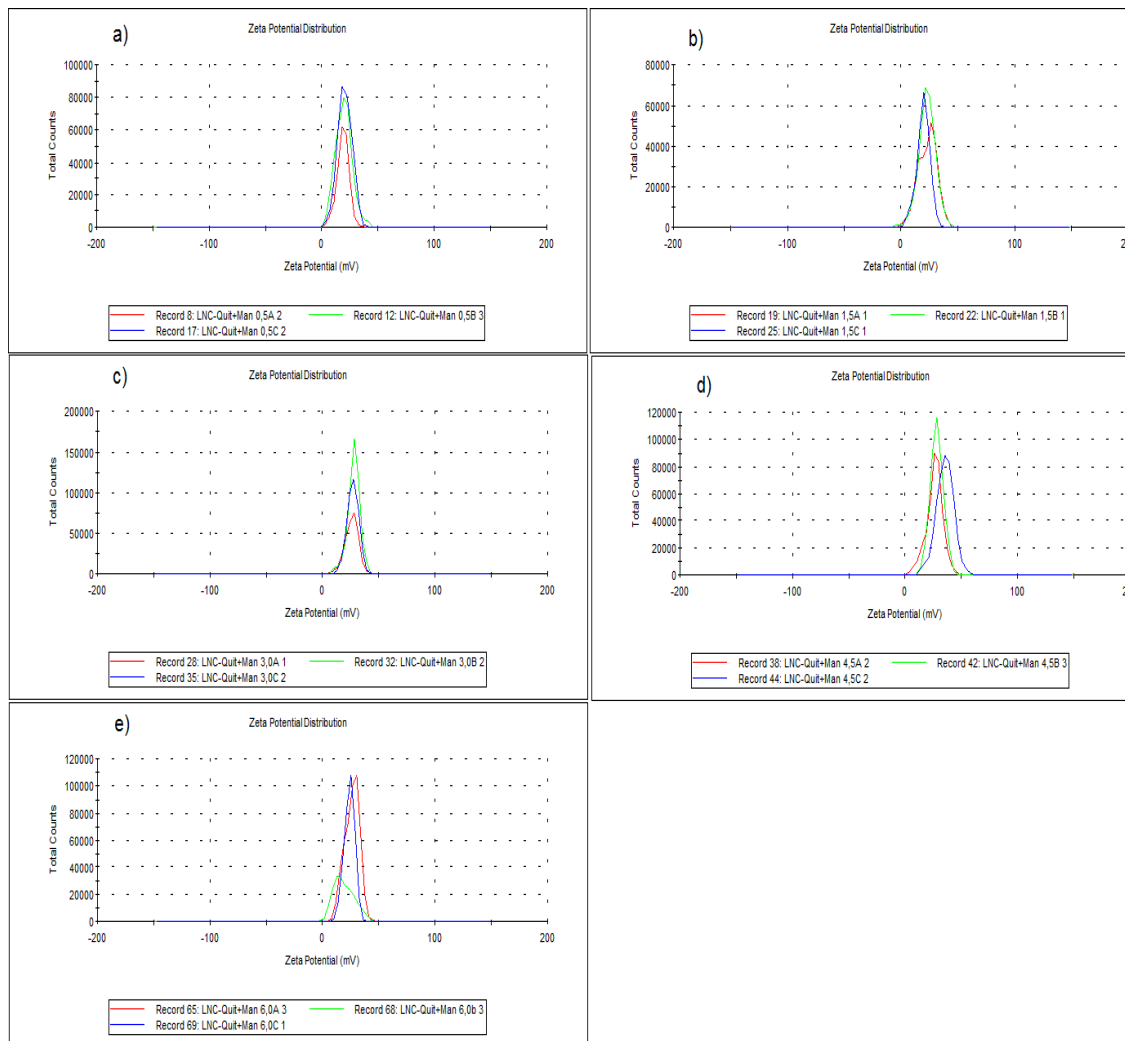 a)
Zeta Potential Distribution
100000
80000
60000
40000
20000
0
Total Counts
-200 -100 0 100 200
Zeta Potential (mV)
Record 8: LNC-Quit+Man 0,5A 2 Record 12: LNC-Quit+Man 0,5B 3
Record 17: LNC-Quit+Man 0,5C 2
b)
Zeta Potential Distribution
80000
60000
40000
20000
0
Total Counts
-200 -100 0 100 200
Zeta Potential (mV)
Record 19: LNC-Quit+Man 1,5A 1 Record 22: LNC-Quit+Man 1,5B 1
Record 25: LNC-Quit+Man 1,5C 1
c)
Zeta Potential Distribution
200000
150000
100000
50000
0
Total Counts
-200 -100 0 100 200
Zeta Potential (mV)
Record 28: LNC-Quit+Man 3,0A 1 Record 32: LNC-Quit+Man 3,0B 2
Record 35: LNC-Quit+Man 3,0C 2
d)
Zeta Potential Distribution
120000
100000
80000
60000
40000
20000
0
Total Counts
-200 -100 0 100 200
Zeta Potential (mV)
Record 38: LNC-Quit+Man 4,5A 2 Record 42: LNC-Quit+Man 4,5B 3
Record 44: LNC-Quit+Man 4,5C 2
e)
Zeta Potential Distribution
120000
100000
80000
60000
40000
20000
0
Total Counts
-200 -100 0 100 200
Zeta Potential (mV)
Record 65: LNC-Quit+Man 6,0A 3 Record 68: LNC-Quit+Man 6,0b 3
Record 69: LNC-Quit+Man 6,0C 1